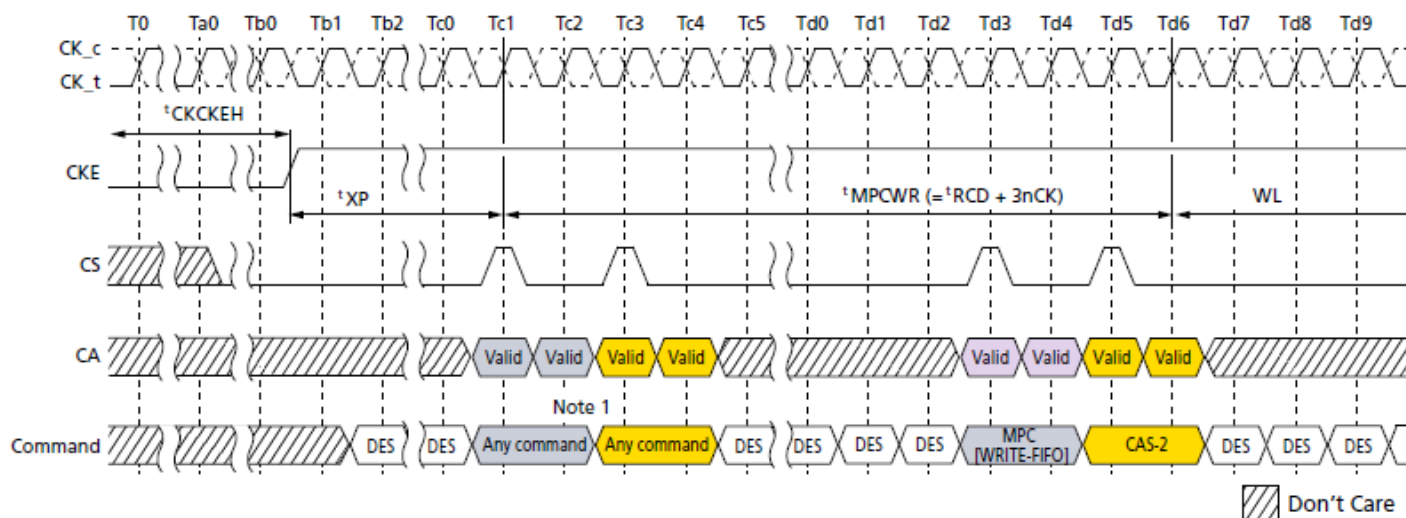 T0 Ta0 Tb0 Tb1 Tb2 Tc0 Tc1 Tc2 Tc3 Tc4 Tc5 Td0 Td1 Td2 Td3 Td4 Td5 Td6 Td7 Td8 Td9
CK_c
CK_t
tCKCKEH
CKE
tXP tMPCWR (= tRCD + 3nCK) WL
CS
CA Valid Valid Valid Valid Valid Valid Valid Valid
Note 1
Command DES DES Any command Any command DES DES DES DES MPC [WRITE-FIFO] CAS-2 DES DES DES
Don't Care